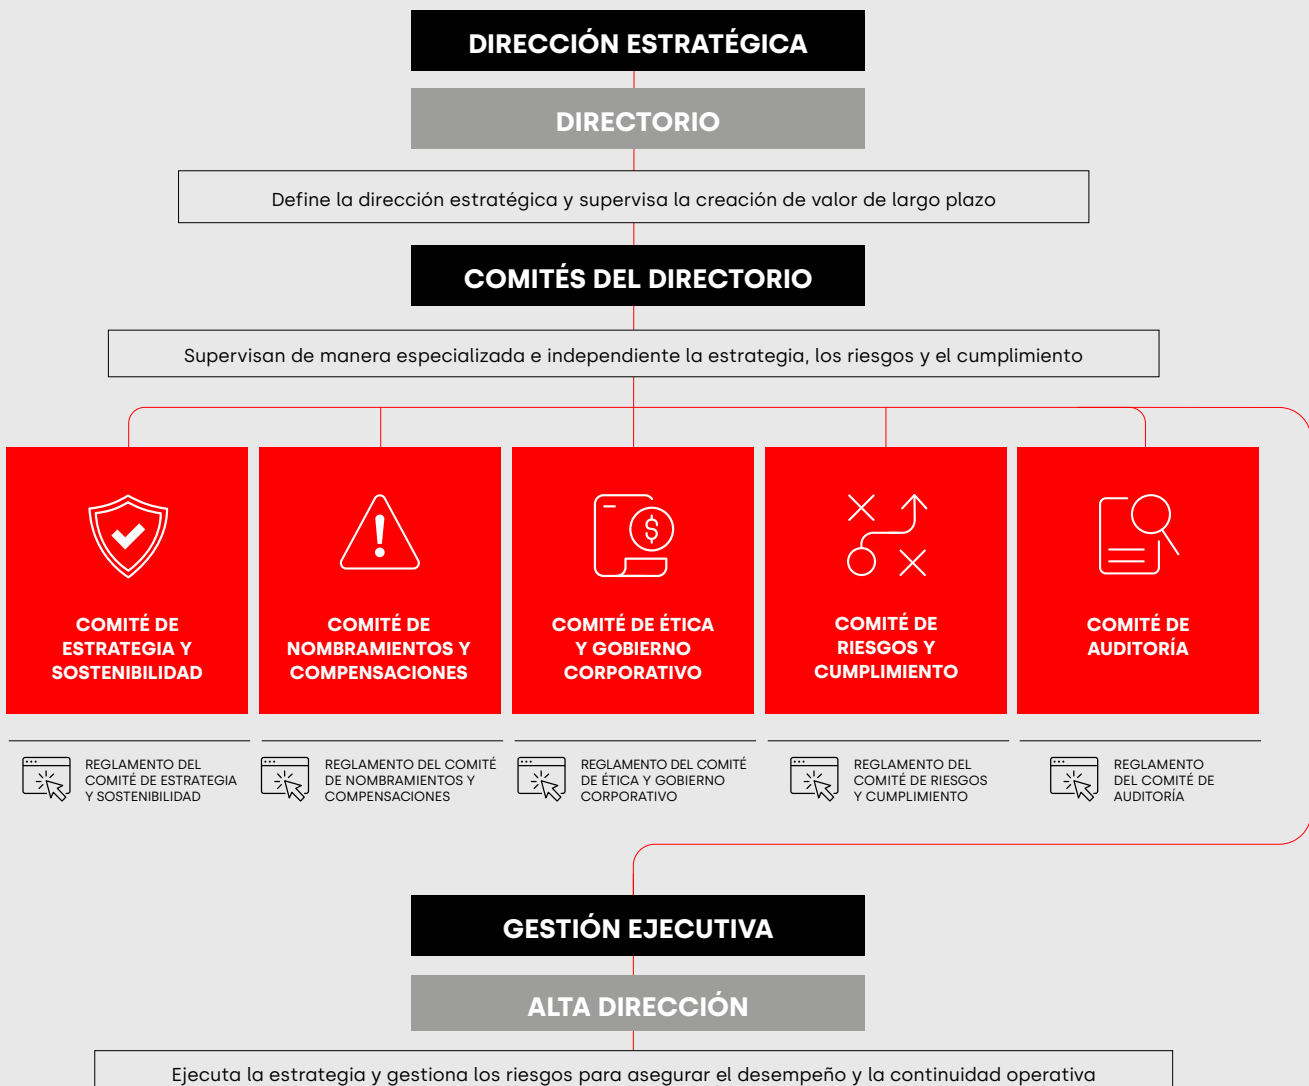 DIRECCIÓN ESTRATÉGICA
DIRECTORIO
Define la dirección estratégica y supervisa la creación de valor de largo plazo
COMITÉS DEL DIRECTORIO
Supervisan de manera especializada e independiente la estrategia, los riesgos y el cumplimiento
COMITÉ DE
ESTRATEGIA Y
SOSTENIBILIDAD
COMITÉ DE
NOMBRAMIENTOS Y
COMPENSACIONES
COMITÉ DE ÉTICA
Y GOBIERNO
CORPORATIVO
COMITÉ DE
RIESGOS Y
CUMPLIMIENTO
COMITÉ DE
AUDITORÍA
REGLAMENTO DEL
COMITÉ DE ESTRATEGIA
Y SOSTENIBILIDAD
REGLAMENTO DEL COMITÉ
DE NOMBRAMIENTOS Y
COMPENSACIONES
REGLAMENTO DEL COMITÉ
DE ÉTICA Y GOBIERNO
CORPORATIVO
REGLAMENTO DEL
COMITÉ DE RIESGOS
Y CUMPLIMIENTO
REGLAMENTO
DEL COMITÉ DE
AUDITORÍA
GESTIÓN EJECUTIVA
ALTA DIRECCIÓN
Ejecuta la estrategia y gestiona los riesgos para asegurar el desempeño y la continuidad operativa